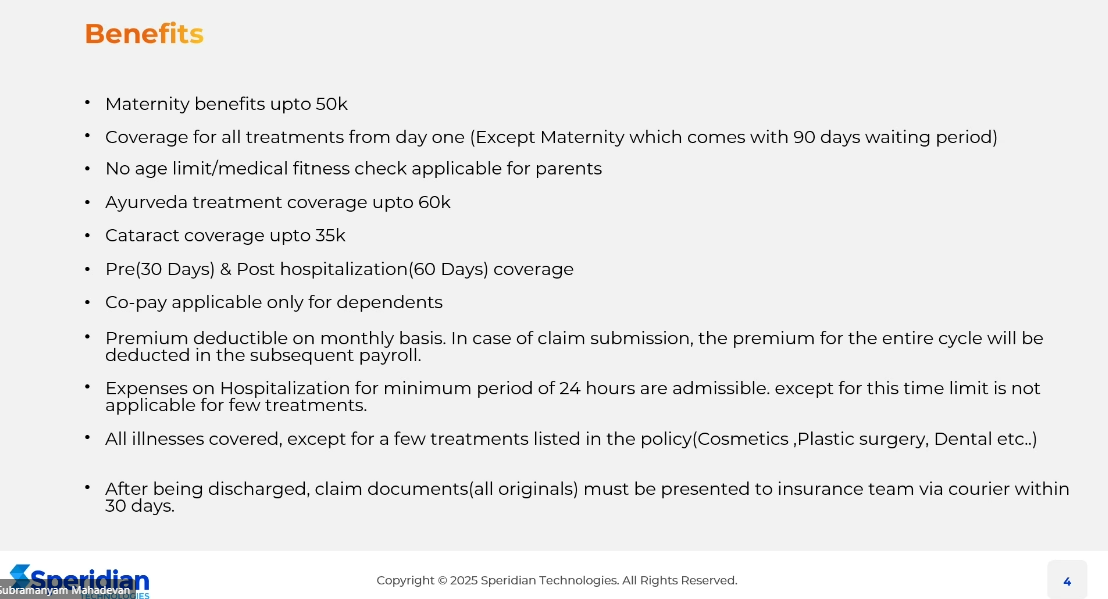 Benefits
• Maternity benefits upto 50k
• Coverage for all treatments from day one (Except Maternity which comes with 90 days waiting period)
• No age limit/medical fitness check applicable for parents
• Ayurveda treatment coverage upto 60k
• Cataract coverage upto 35k
• Pre(30 Days) & Post hospitalization(60 Days) coverage
• Co-pay applicable only for dependents
• Premium deductible on monthly basis. In case of claim submission, the premium for the entire cycle will be
deducted in the subsequent payroll.
• Expenses on Hospitalization for minimum period of 24 hours are admissible. except for this time limit is not
applicable for few treatments.
• All illnesses covered, except for a few treatments listed in the policy(Cosmetics ,Plastic surgery, Dental etc..)
• After being discharged, claim documents(all originals) must be presented to insurance team via courier within
30 days.
Speridian
TECHNOLOGIES
Subramanyam Mahadevan
Copyright © 2025 Speridian Technologies. All Rights Reserved.
4